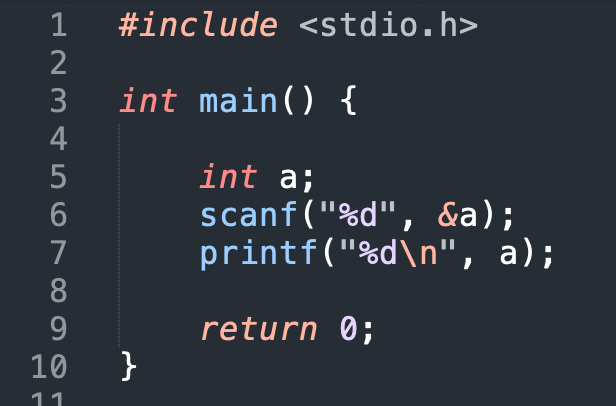 1 #include <stdio.h>
2
3 int main() {
4
5     int a;
6     scanf("%d", &a);
7     printf("%d\n", a);
8
9     return 0;
10 }
11